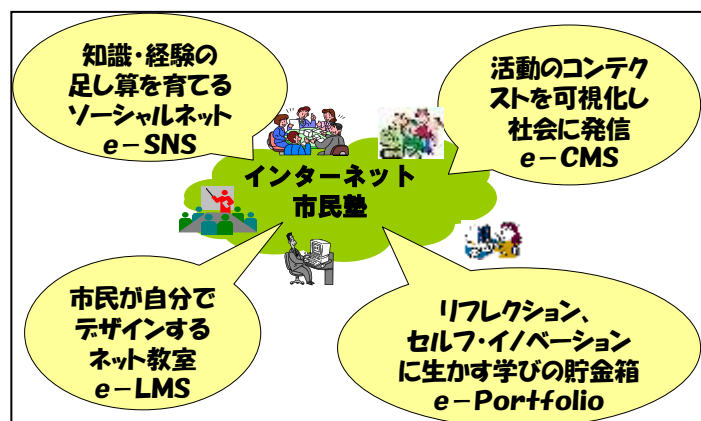 知識・経験の
足し算を育てる
ソーシャルネット
e－SNS
活動のコンテク
ストを可視化し
社会に発信
e－CMS
インターネット
市民塾
市民が自分で
デザインする
ネット教室
e－LMS
リフレクション、
セルフ・イノベーション
に生かす学びの貯金箱
e－Portfolio